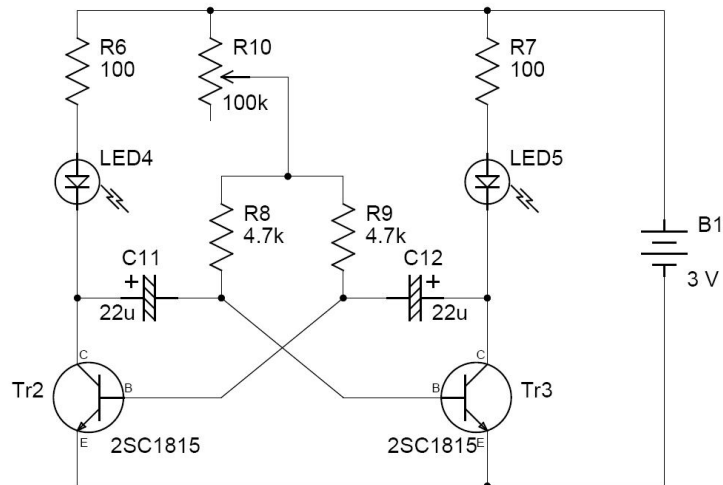 R6
100
R10
100k
R7
100
LED4
LED5
R8
4.7k
R9
4.7k
B1
3 V
C11
+
22u
C12
+
22u
C
Tr2
B
E
2SC1815
C
B
Tr3
E
2SC1815